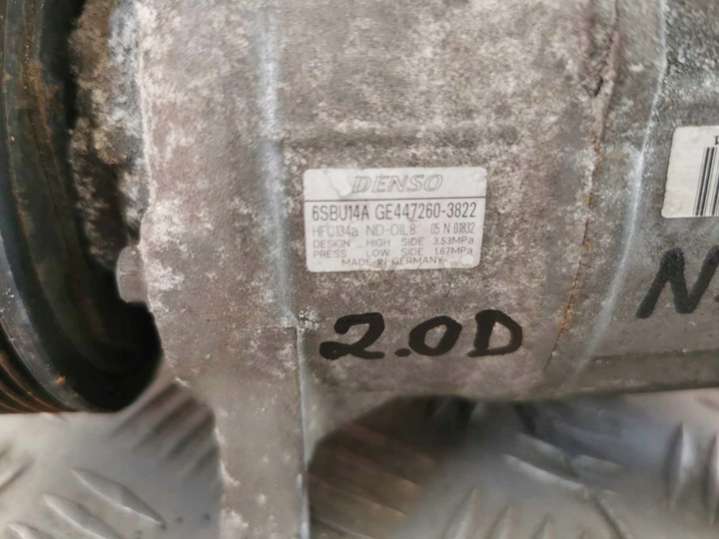 DENSO
6SBU14A GE447260-3822
HFC134a ND-OIL8 05 N 01832
DESIGN HIGH SIDE 3.53MPa
PRESS LOW SIDE 1.67MPa
MADE IN GERMANY
N
2.0D